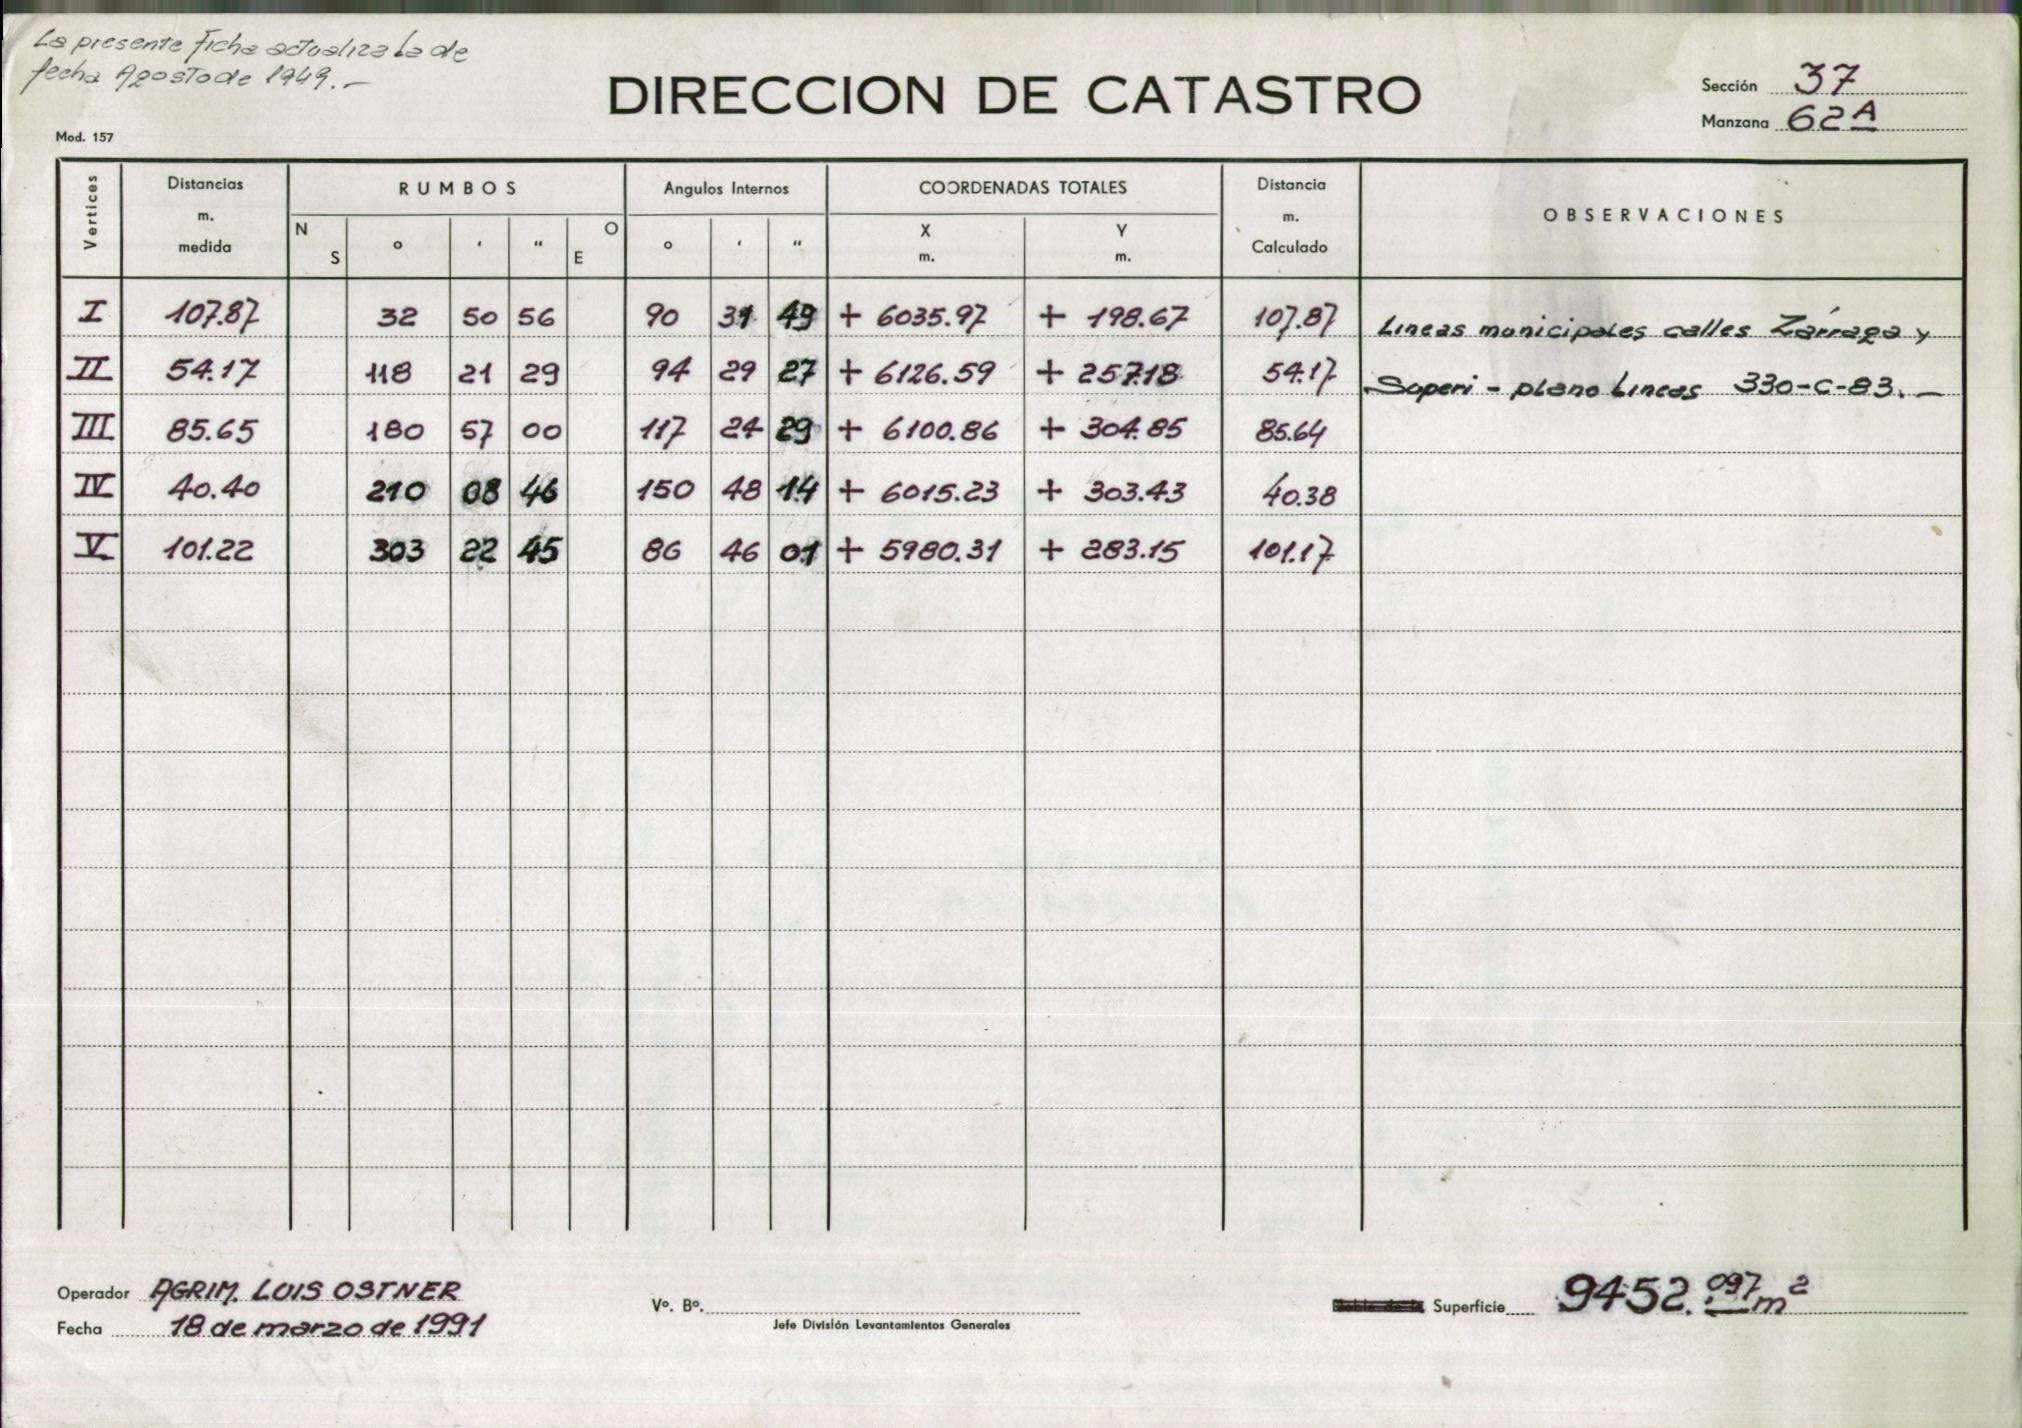 La presente ficha actualiza la de
fecha Agosto de 1949.-
DIRECCION DE CATASTRO
Sección 37
Manzana 62A
Mod. 157
Vertices Distancias m. medida RUMBOS N S ° ' " E O Angulos Internos ° ' " COORDENADAS TOTALES X m. Y m. Distancia m. Calculado OBSERVACIONES
I 107.87 32 50 56 90 31 49 + 6035.97 + 198.67 107.87 Lineas municipales calles Zárraga y
II 54.17 118 21 29 94 29 27 + 6126.59 + 257.18 54.17 Superi - plano Lineas 330-C-83.-
III 85.65 180 57 00 117 24 29 + 6100.86 + 304.85 85.64
IV 40.40 210 08 46 150 48 14 + 6015.23 + 303.43 40.38
V 101.22 303 22 45 86 46 01 + 5980.31 + 283.15 101.17
Operador AGRIM. LUIS OSTNER
Fecha 18 de marzo de 1991
Vº. Bº.
Jefe División Levantamientos Generales
Superficie 9452.097 m2